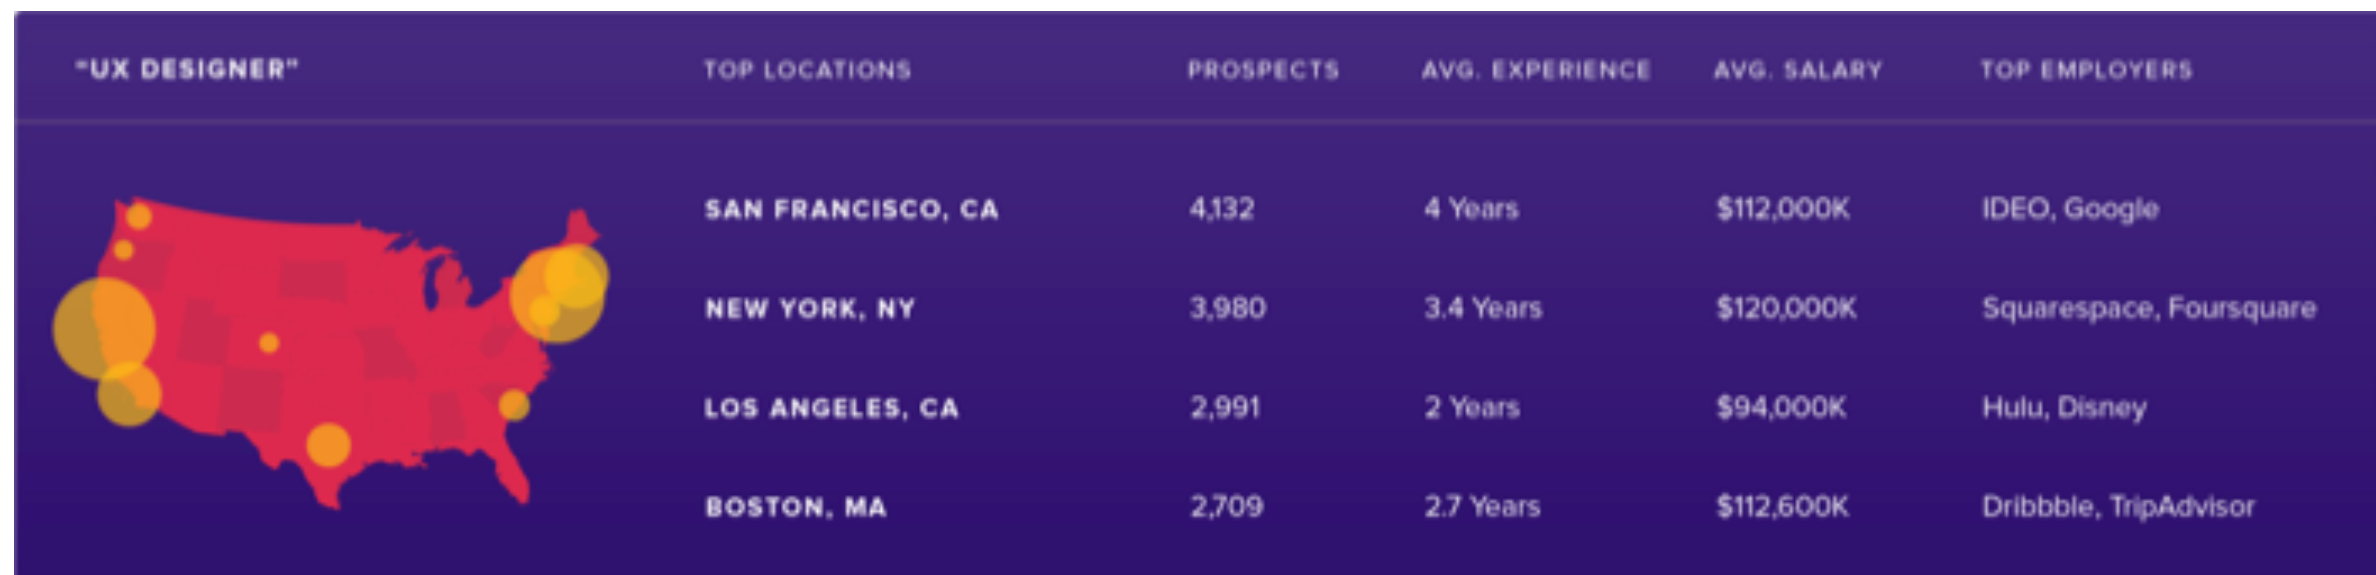 "UX DESIGNER" TOP LOCATIONS PROSPECTS AVG. EXPERIENCE AVG. SALARY TOP EMPLOYERS
SAN FRANCISCO, CA 4,132 4 Years $112,000K IDEO, Google
NEW YORK, NY 3,980 3.4 Years $120,000K Squarespace, Foursquare
LOS ANGELES, CA 2,991 2 Years $94,000K Hulu, Disney
BOSTON, MA 2,709 2.7 Years $112,600K Dribbble, TripAdvisor